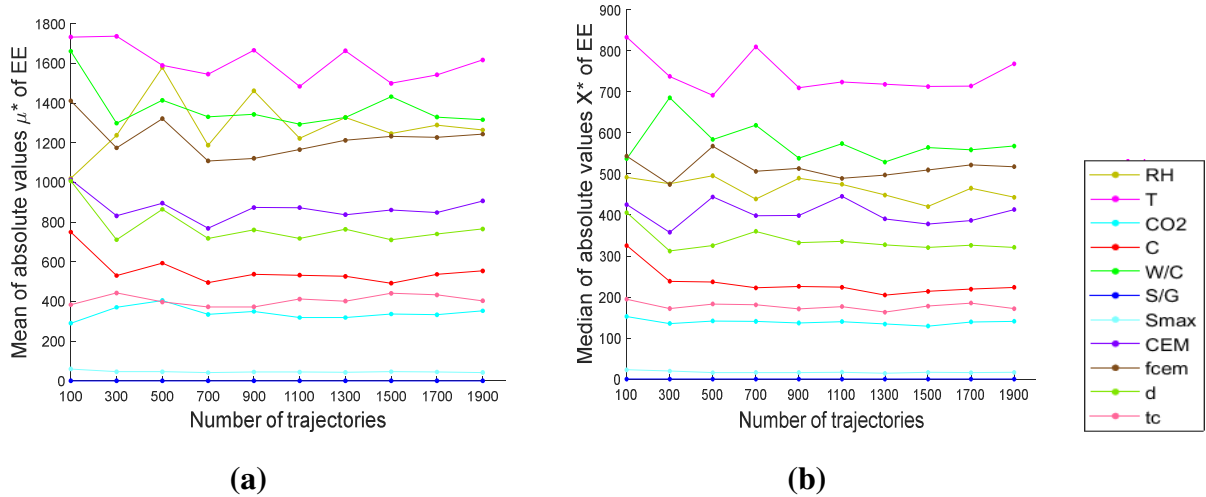 Mean of absolute values μ* of EE
1800
1600
1400
1200
1000
800
600
400
200
0
100 300 500 700 900 1100 1300 1500 1700 1900
Number of trajectories
(a)
Median of absolute values X* of EE
900
800
700
600
500
400
300
200
100
0
100 300 500 700 900 1100 1300 1500 1700 1900
Number of trajectories
(b)
RH
T
CO2
C
W/C
S/G
Smax
CEM
fcem
d
tc